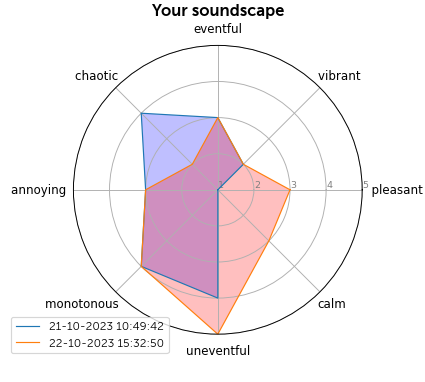 Your soundscape
eventful
chaotic
vibrant
annoying
1
2
3
4
5
pleasant
monotonous
calm
21-10-2023 10:49:42
22-10-2023 15:32:50
uneventful